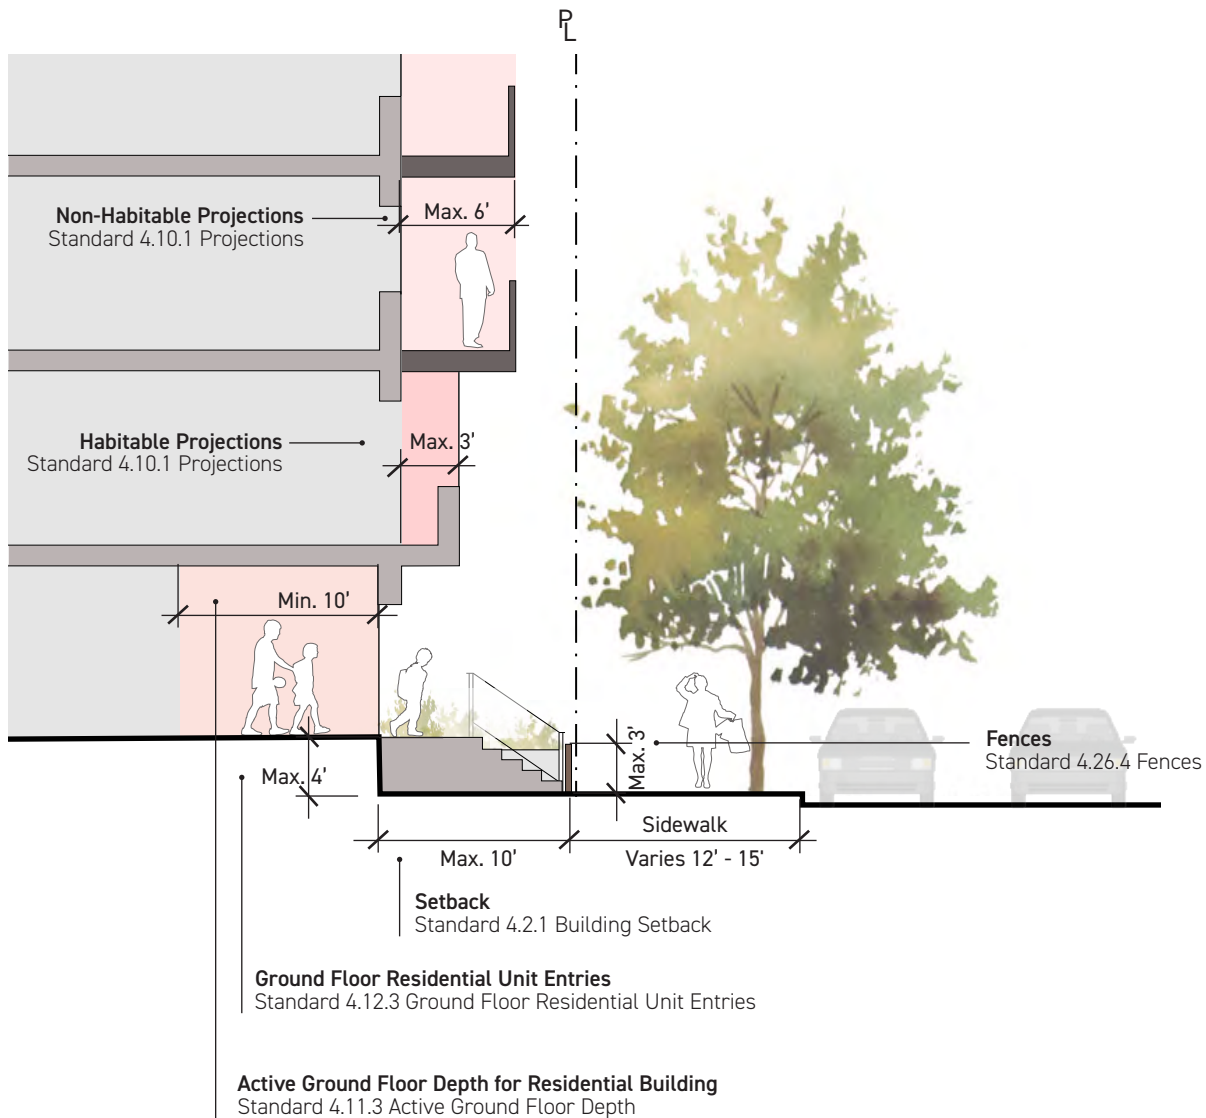 PL
Non-Habitable Projections
Standard 4.10.1 Projections
Max. 6'
Habitable Projections
Standard 4.10.1 Projections
Max. 3'
Min. 10'
Max. 4'
Max. 3'
Fences
Standard 4.26.4 Fences
Max. 10'
Sidewalk
Varies 12' - 15'
Setback
Standard 4.2.1 Building Setback
Ground Floor Residential Unit Entries
Standard 4.12.3 Ground Floor Residential Unit Entries
Active Ground Floor Depth for Residential Building
Standard 4.11.3 Active Ground Floor Depth